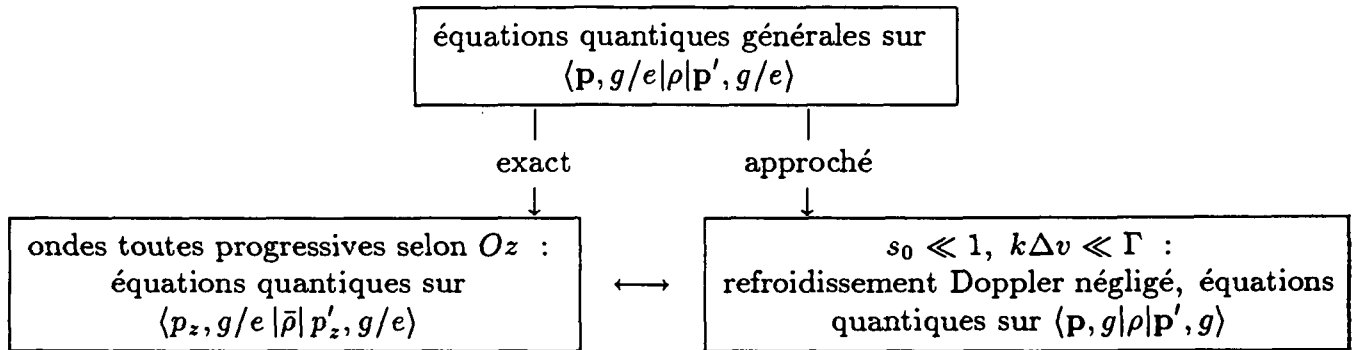 équations quantiques générales sur
⟨p, g/e|ρ|p′, g/e⟩
exact
approché
ondes toutes progressives selon Oz :
équations quantiques sur
⟨p_z, g/e |ρ̄| p′_z, g/e⟩
s₀ ≪ 1, kΔv ≪ Γ :
refroidissement Doppler négligé, équations
quantiques sur ⟨p, g|ρ|p′, g⟩